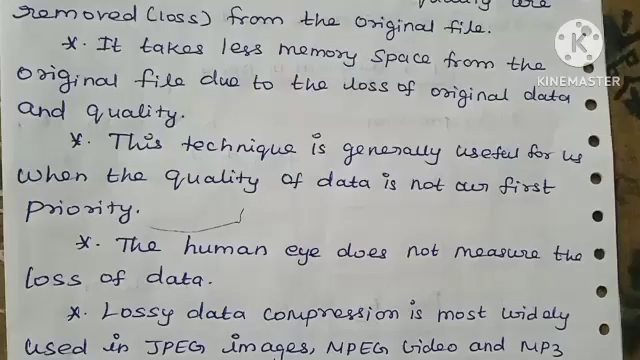 quality are
removed (loss) from the original file.
*. It takes less memory space from the
original file due to the loss of original data
and quality.
*. This technique is generally useful for us
when the quality of data is not our first
priority.
*. The human eye does not measure the
loss of data.
*. Lossy data compression is most widely
used in JPEG images, MPEG Video and MP3
KINEMASTER